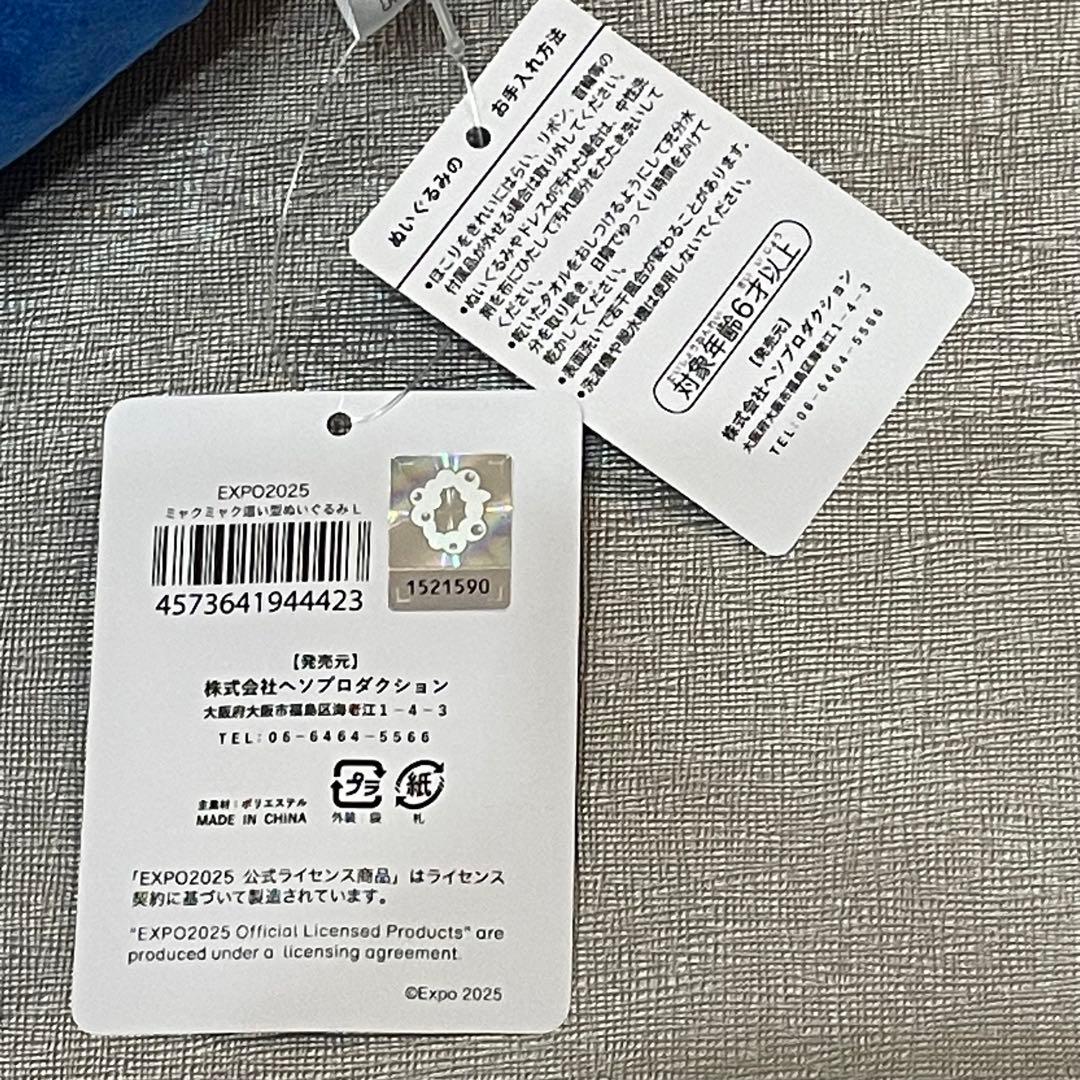 ぬいぐるみの お手入れ方法
•ほこりをきれいにはらい、リボン、首輪等の
付属品が外せる場合は取り外してください。
•ぬいぐるみやドレスが汚れた場合は、中性洗
剤を布にひたして汚れ部分をたたき洗いして
ください。
•乾いたタオルをおしつけるようにして充分水
分を取り除き、日陰でゆっくり時間をかけて
乾かしてください。
•表面洗いで若干風合が変わることがあります。
•洗濯機や脱水機は使用しないでください。
対象年齢6才以上
【発売元】
株式会社ヘソプロダクション
大阪府大阪市福島区海老江1-4-3
TEL:06-6464-5566
EXPO2025
ミャクミャク這い型ぬいぐるみL
4573641944423
1521590
【発売元】
株式会社ヘソプロダクション
大阪府大阪市福島区海老江1-4-3
TEL:06-6464-5566
プラ 紙
主素材:ポリエステル
MADE IN CHINA 外装:袋 札
「EXPO2025 公式ライセンス商品」はライセンス
契約に基づいて製造されています。
"EXPO2025 Official Licensed Products" are
produced under a licensing agreement.
©Expo 2025